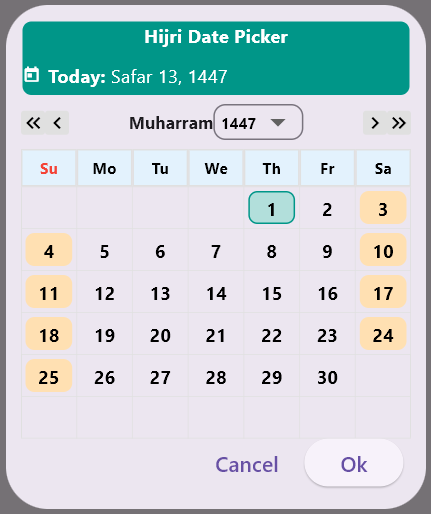 Hijri Date Picker
Today: Safar 13, 1447
Muharram 1447
Su Mo Tu We Th Fr Sa
1 2 3
4 5 6 7 8 9 10
11 12 13 14 15 16 17
18 19 20 21 22 23 24
25 26 27 28 29 30
Cancel Ok